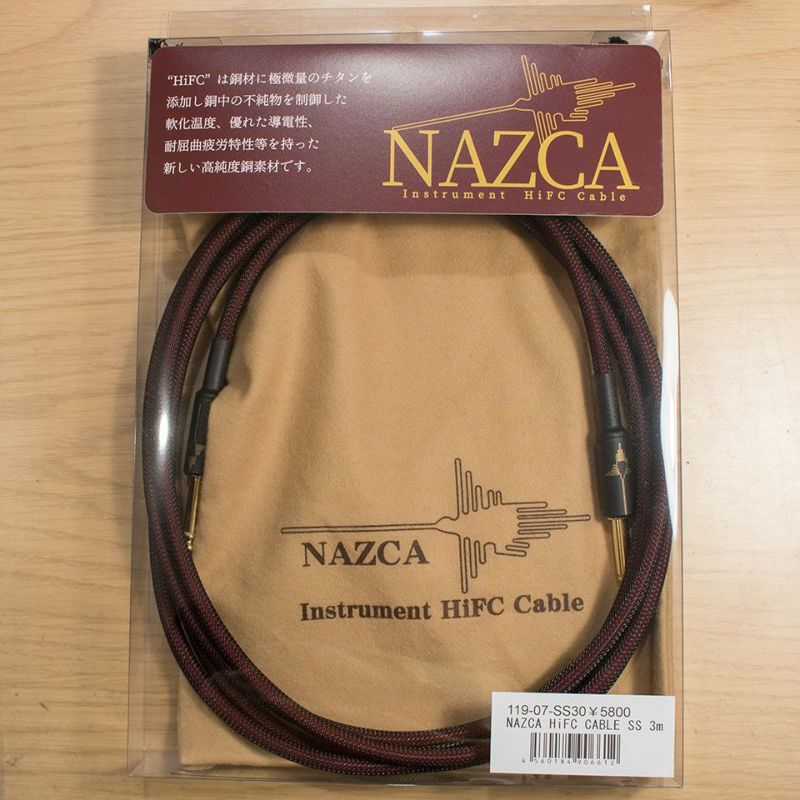 “HiFC” は銅材に極微量のチタンを
添加し銅中の不純物を制御した
軟化温度、優れた導電性、
耐屈曲疲労特性等を持った
新しい高純度銅素材です。
NAZCA
Instrument HiFC Cable
NAZCA
Instrument HiFC Cable
119-07-SS30¥5800
NAZCA HiFC CABLE SS 3m
4 560184 906612